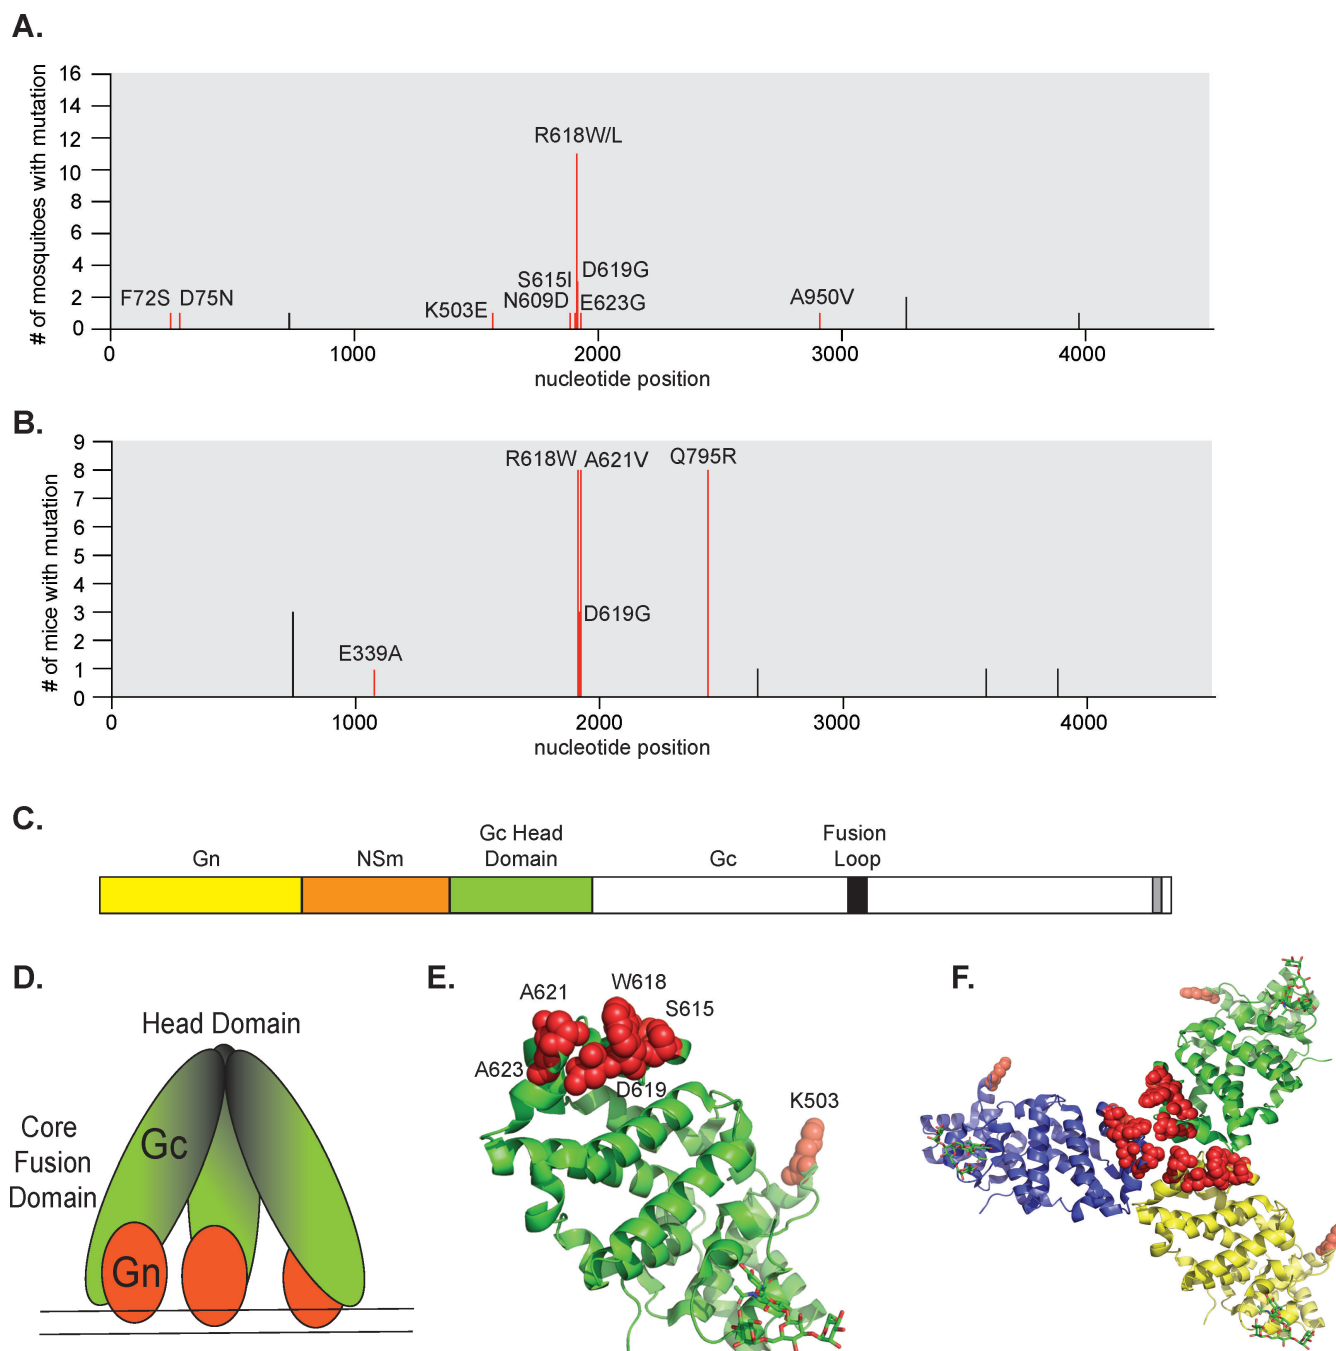 A.
# of mosquitoes with mutation
16
14
12
10
8
6
4
2
0
R618W/L
D619G
S615I
N609D
E623G
F72S
D75N
K503E
A950V
0
1000
2000
3000
4000
nucleotide position
B.
# of mice with mutation
9
8
7
6
5
4
3
2
1
0
R618W
A621V
Q795R
D619G
E339A
0
1000
2000
3000
4000
nucleotide position
C.
Gn
NSm
Gc Head
Domain
Gc
Fusion
Loop
D.
Head Domain
Core
Fusion
Domain
Gc
Gn
E.
W618
A621
S615
A623
D619
K503
F.